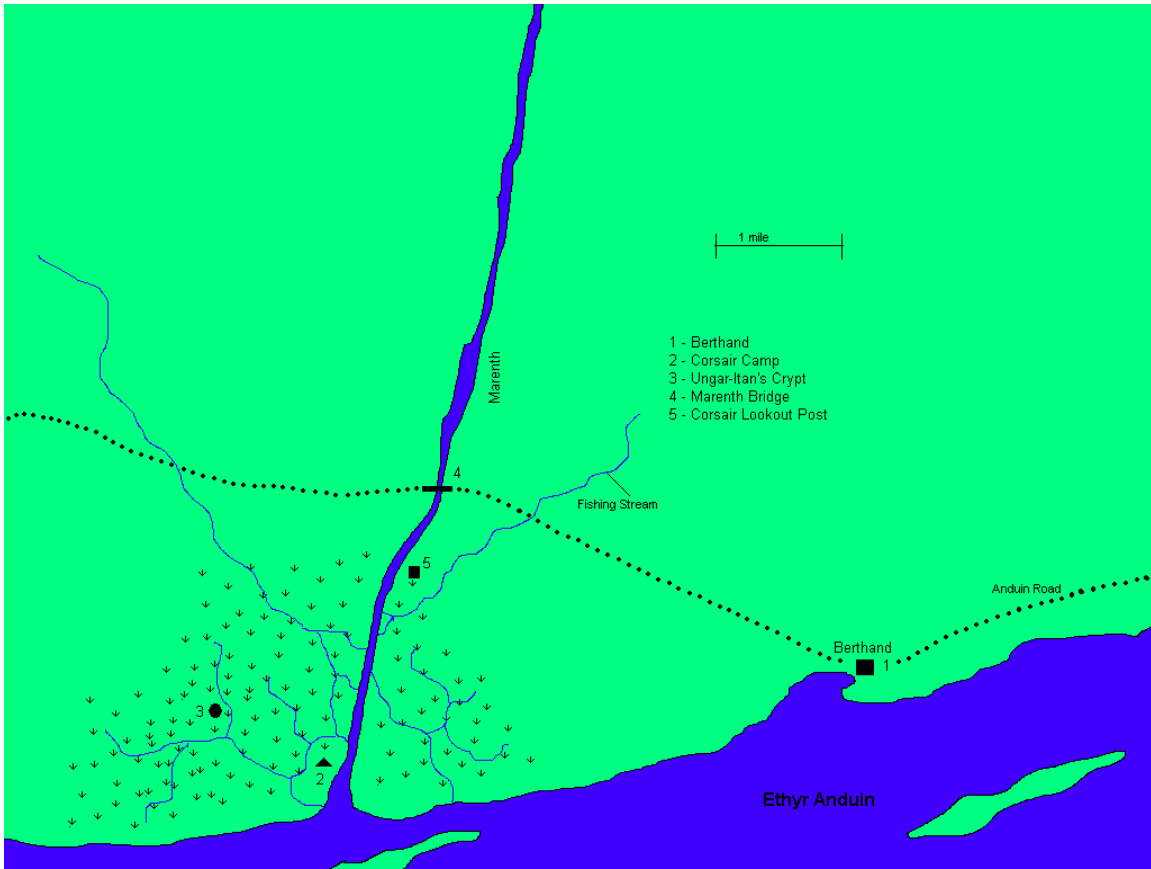 1 mile
1 - Berthand
2 - Corsair Camp
3 - Ungar-Itan's Crypt
4 - Marenth Bridge
5 - Corsair Lookout Post
Marenth
4
Fishing Stream
5
Anduin Road
Berthand
1
3
2
Ethyr Anduin